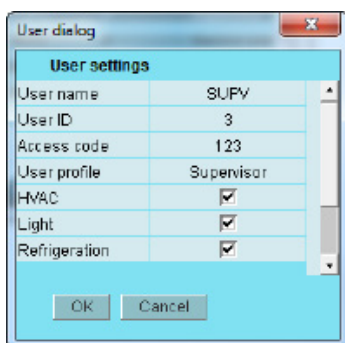 User dialog
User settings
User name SUPV
User ID 3
Access code 123
User profile Supervisor
HVAC
Light
Refrigeration
OK Cancel